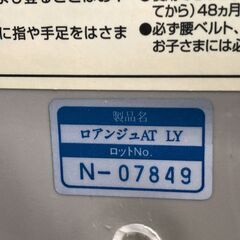 てから)48ヵ月
に指や手足をはさま
●必ず腰ベルト、
お子さまには必
製品名
ロアンジュAT LY
ロットNo.
N-07849